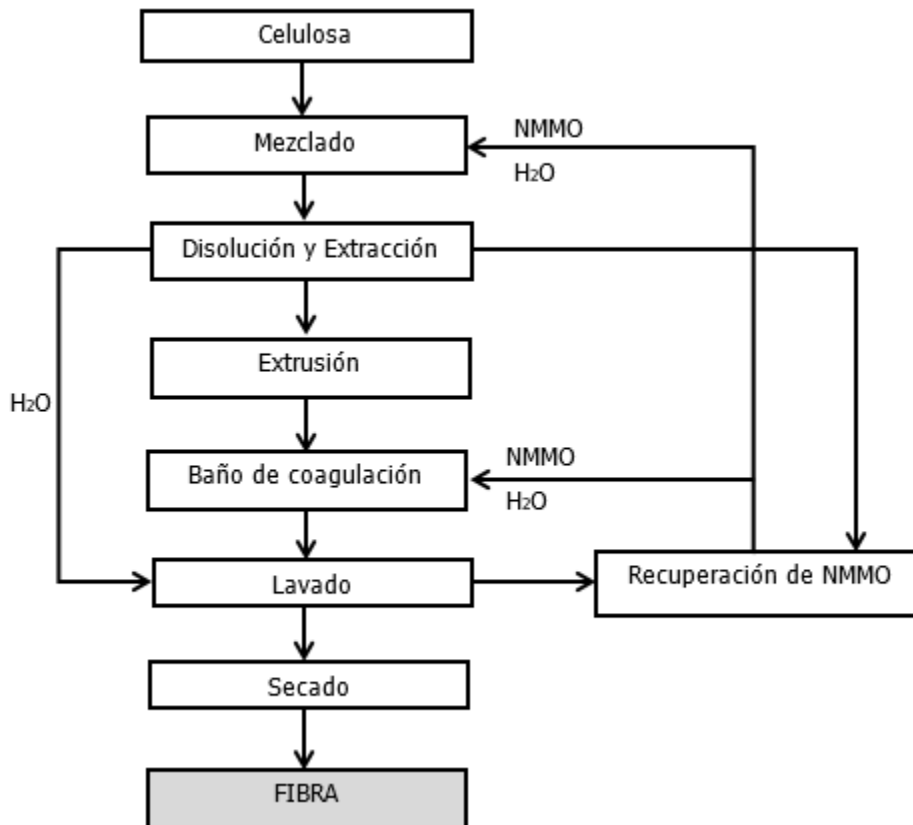 Celulosa
Mezclado
NMMO
H₂O
Disolución y Extracción
Extrusión
H₂O
Baño de coagulación
NMMO
H₂O
Lavado
Recuperación de NMMO
Secado
FIBRA